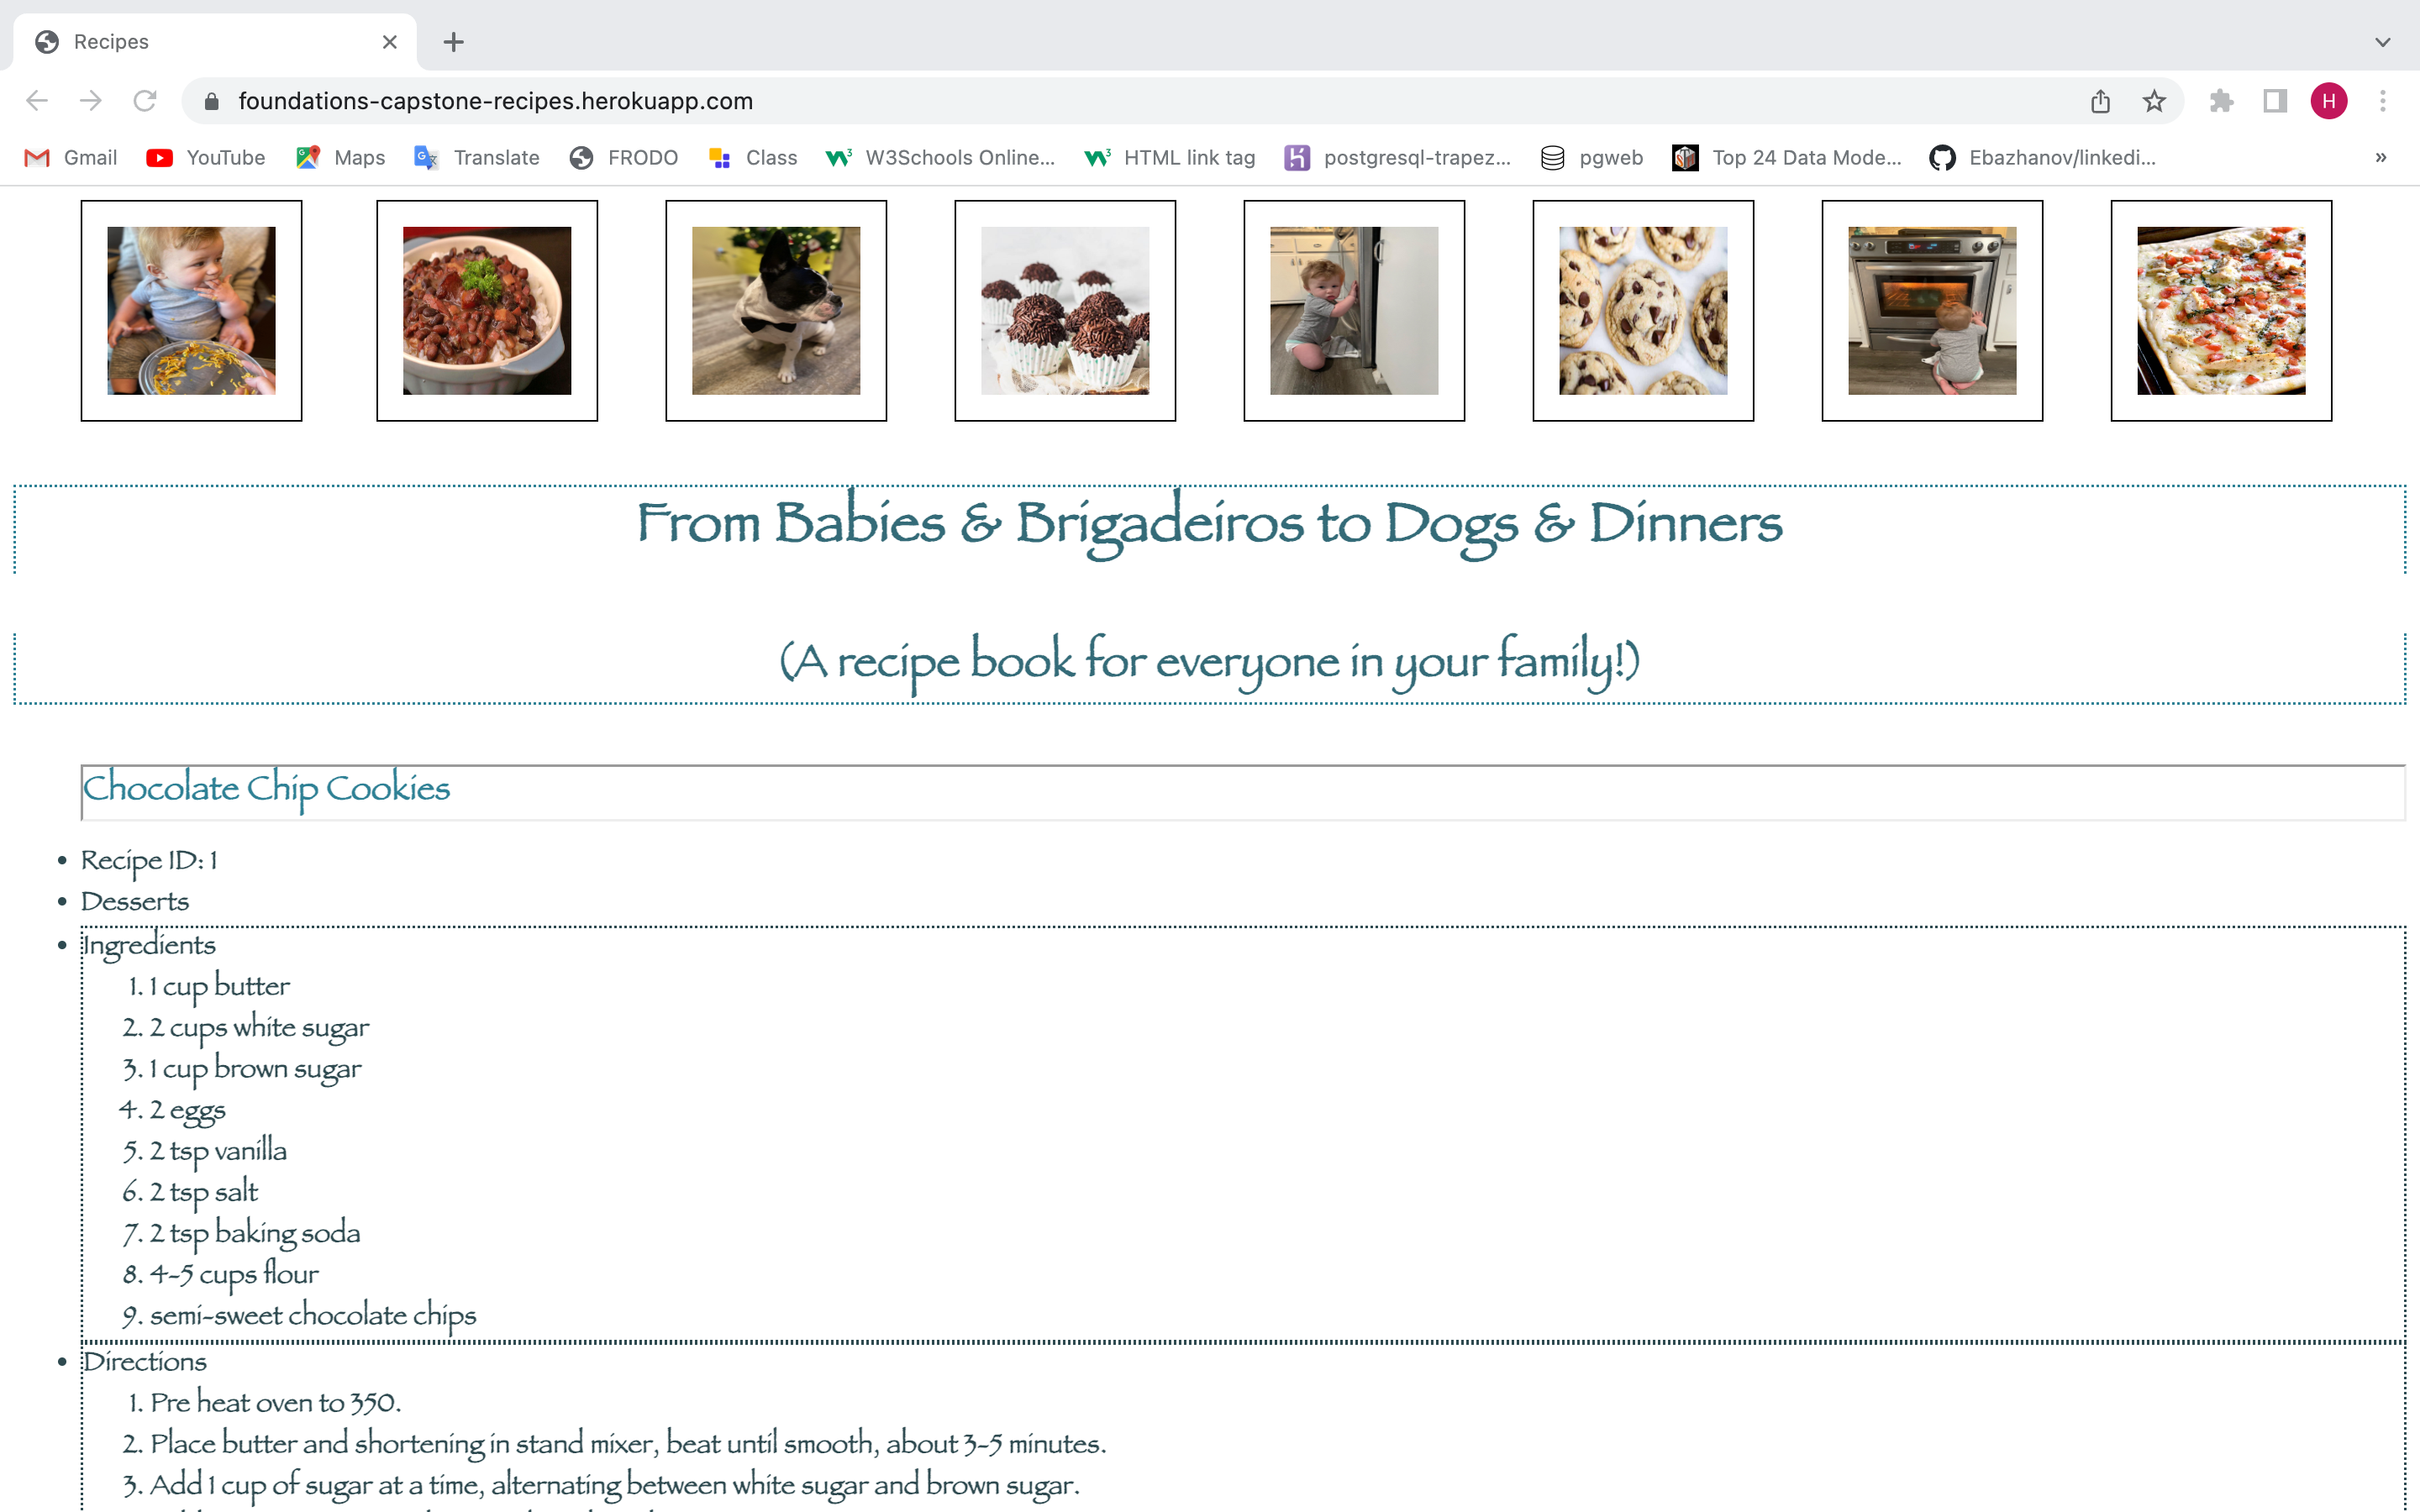 Recipes
foundations-capstone-recipes.herokuapp.com
H
Gmail YouTube Maps Translate FRODO Class W3Schools Online... HTML link tag postgresql-trapez... pgweb Top 24 Data Mode... Ebazhanov/linkedi... »
From Babies & Brigadeiros to Dogs & Dinners
(A recipe book for everyone in your family!)
Chocolate Chip Cookies
• Recipe ID: 1
• Desserts
• Ingredients
1. 1 cup butter
2. 2 cups white sugar
3. 1 cup brown sugar
4. 2 eggs
5. 2 tsp vanilla
6. 2 tsp salt
7. 2 tsp baking soda
8. 4-5 cups flour
9. semi-sweet chocolate chips
• Directions
1. Pre heat oven to 350.
2. Place butter and shortening in stand mixer, beat until smooth, about 3-5 minutes.
3. Add 1 cup of sugar at a time, alternating between white sugar and brown sugar.